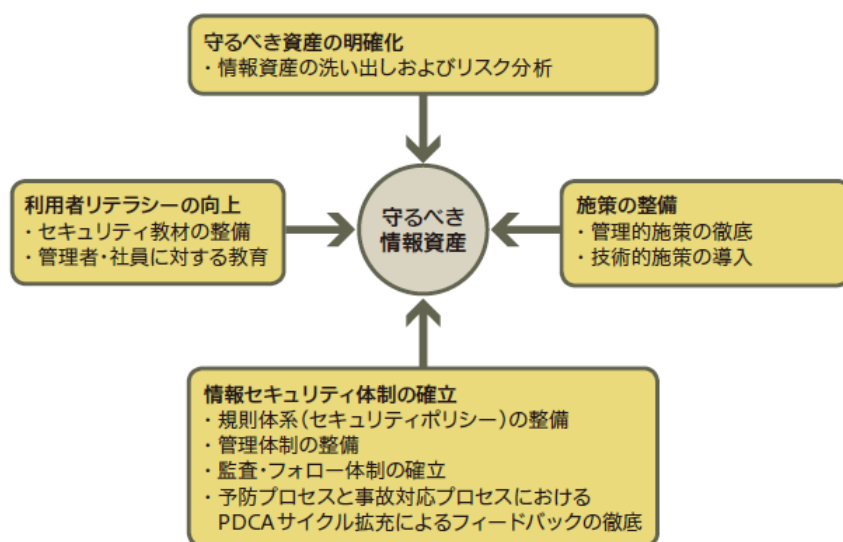 守るべき資産の明確化
・情報資産の洗い出しおよびリスク分析
利用者リテラシーの向上
・セキュリティ教材の整備
・管理者・社員に対する教育
守るべき
情報資産
施策の整備
・管理的施策の徹底
・技術的施策の導入
情報セキュリティ体制の確立
・規則体系(セキュリティポリシー)の整備
・管理体制の整備
・監査・フォロー体制の確立
・予防プロセスと事故対応プロセスにおける
PDCAサイクル拡充によるフィードバックの徹底